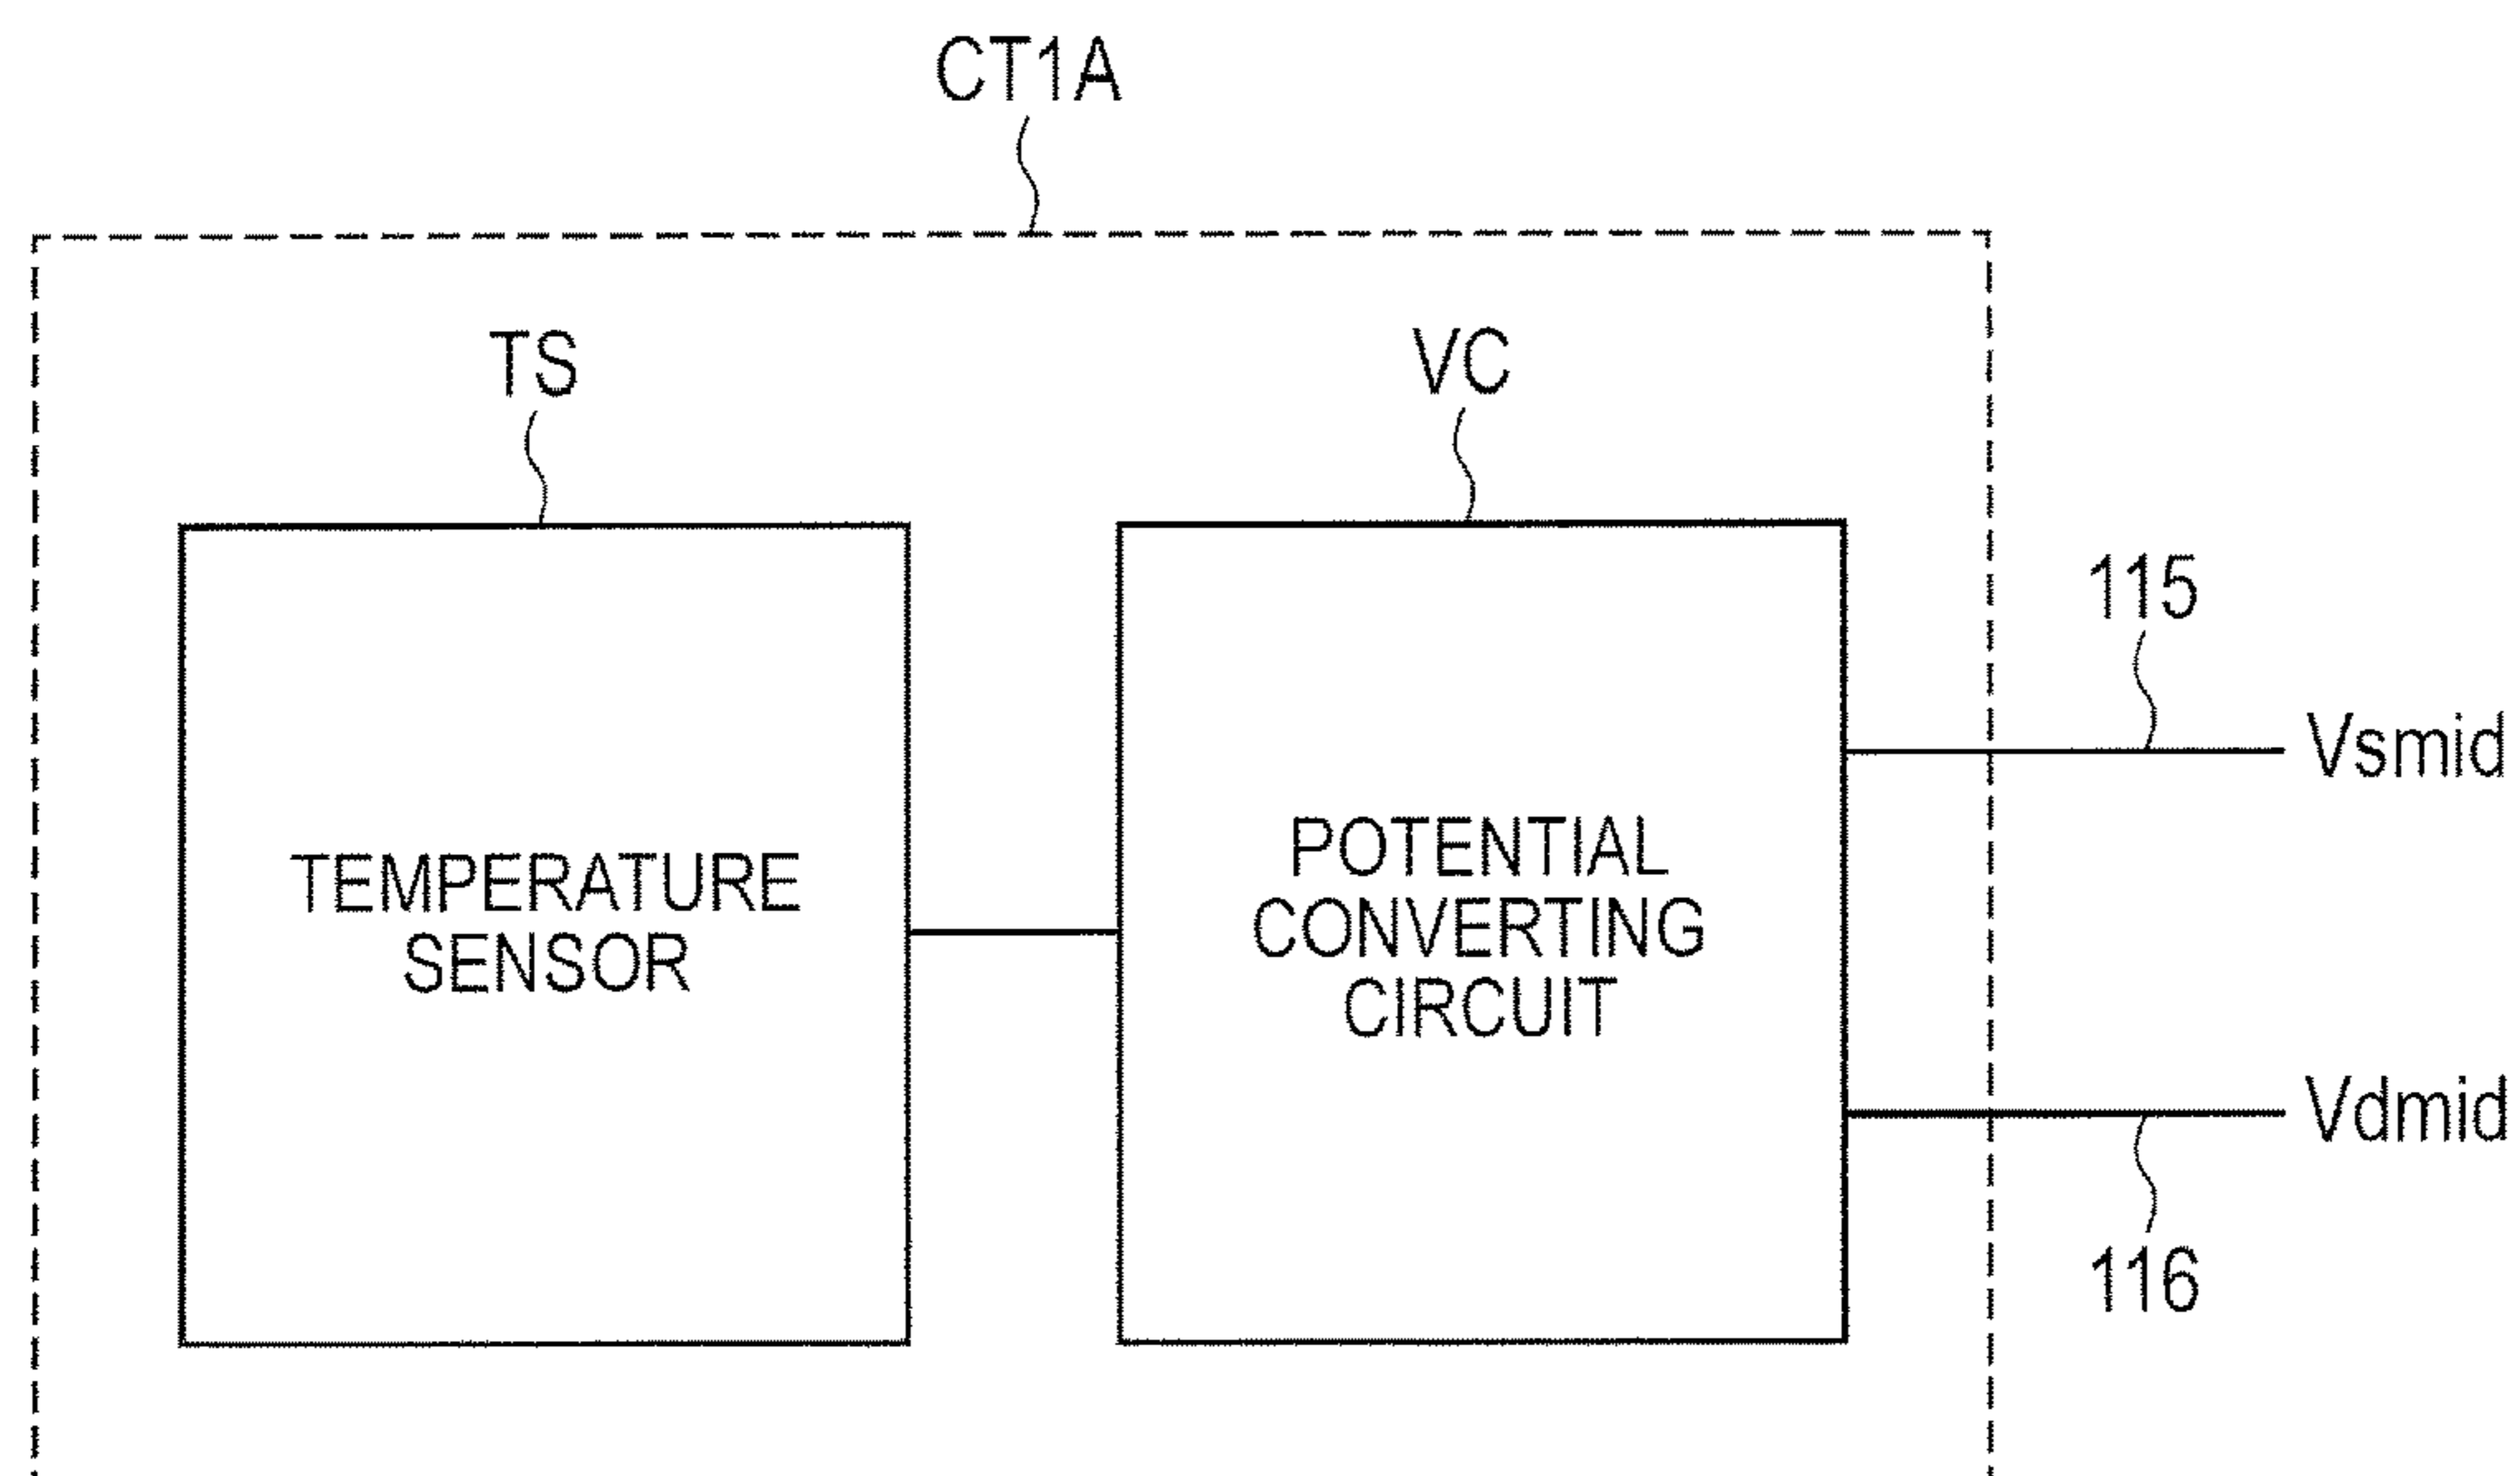 CT1A
TS
VC
115
Vsmid
TEMPERATURE
SENSOR
POTENTIAL
CONVERTING
CIRCUIT
Vdmid
116